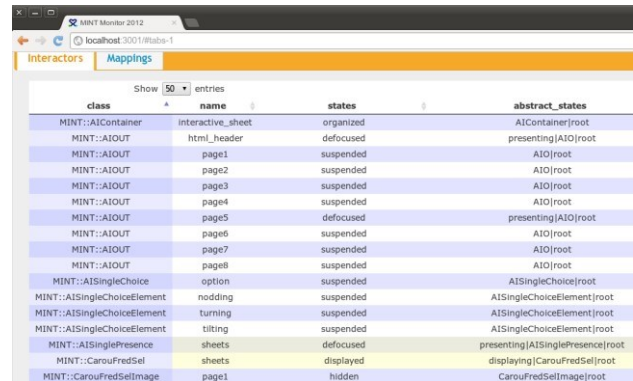 MINT Monitor 2012
localhost:3001/#tabs-1
Interactors Mappings
Show 50 entries
class name states abstract_states
MINT::AIContainer interactive_sheet organized AIContainer|root
MINT::AIOUT html_header defocused presenting|AIO|root
MINT::AIOUT page1 suspended AIO|root
MINT::AIOUT page2 suspended AIO|root
MINT::AIOUT page3 suspended AIO|root
MINT::AIOUT page4 suspended AIO|root
MINT::AIOUT page5 defocused presenting|AIO|root
MINT::AIOUT page6 suspended AIO|root
MINT::AIOUT page7 suspended AIO|root
MINT::AIOUT page8 suspended AIO|root
MINT::AISingleChoice option suspended AISingleChoice|root
MINT::AISingleChoiceElement nodding suspended AISingleChoiceElement|root
MINT::AISingleChoiceElement turning suspended AISingleChoiceElement|root
MINT::AISingleChoiceElement tilting suspended AISingleChoiceElement|root
MINT::AISinglePresence sheets defocused presenting|AISinglePresence|root
MINT::CarouFredSel sheets displayed displaying|CarouFredSel|root
MINT::CarouFredSelImage page1 hidden CarouFredSelImage|root